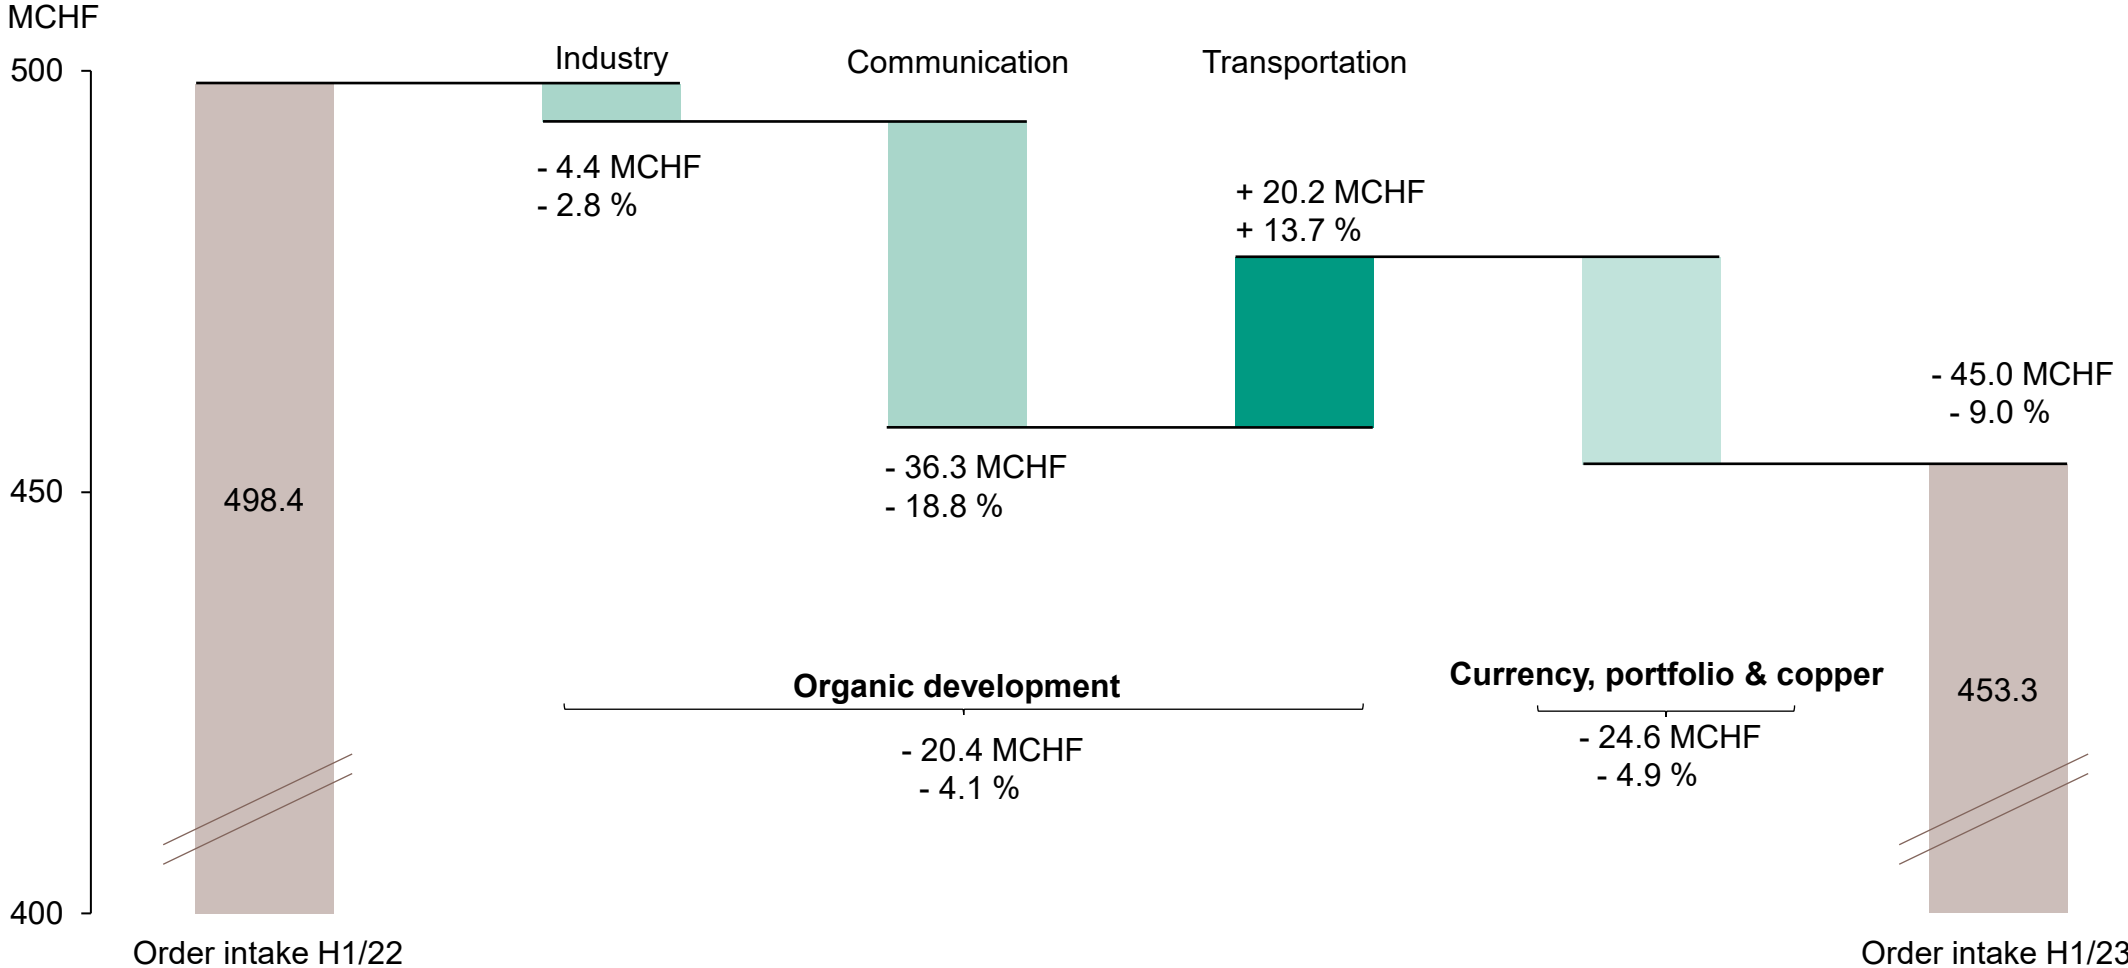 MCHF
500
450
400
Industry
Communication
Transportation
- 4.4 MCHF
- 2.8 %
- 36.3 MCHF
- 18.8 %
+ 20.2 MCHF
+ 13.7 %
- 45.0 MCHF
- 9.0 %
498.4
453.3
Organic development
- 20.4 MCHF
- 4.1 %
Currency, portfolio & copper
- 24.6 MCHF
- 4.9 %
Order intake H1/22
Order intake H1/23